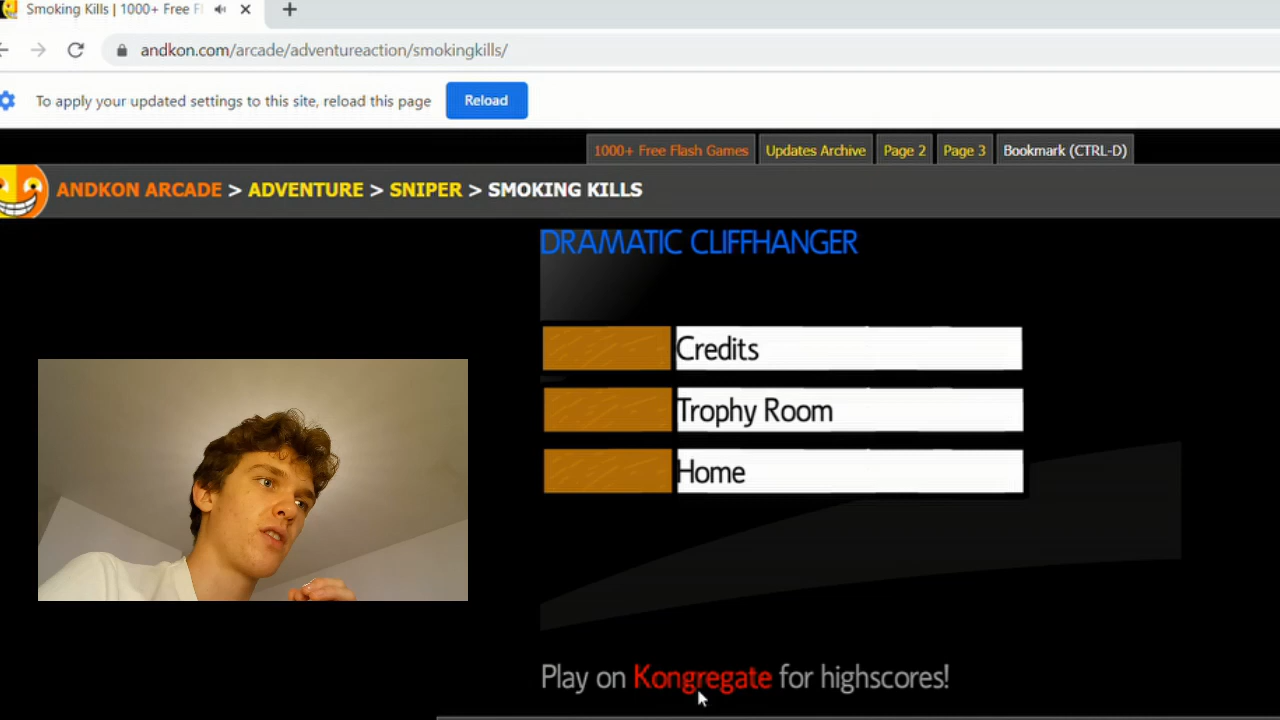 Smoking Kills | 1000+ Free Fl
andkon.com/arcade/adventureaction/smokingkills/
To apply your updated settings to this site, reload this page Reload
1000+ Free Flash Games Updates Archive Page 2 Page 3 Bookmark (CTRL-D)
ANDKON ARCADE > ADVENTURE > SNIPER > SMOKING KILLS
DRAMATIC CLIFFHANGER
Credits
Trophy Room
Home
Play on Kongregate for highscores!